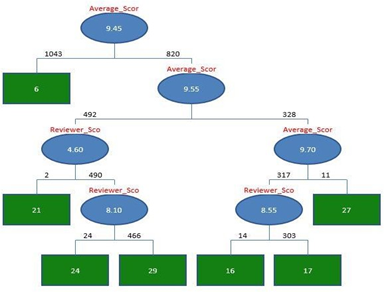 Average_Scor
9.45
1043 820
6
Average_Scor
9.55
492 328
Reviewer_Sco Average_Scor
4.60 9.70
2 490 317 11
21
Reviewer_Sco
8.10
Reviewer_Sco
8.55
27
24 466 14 303
24 29 16 17